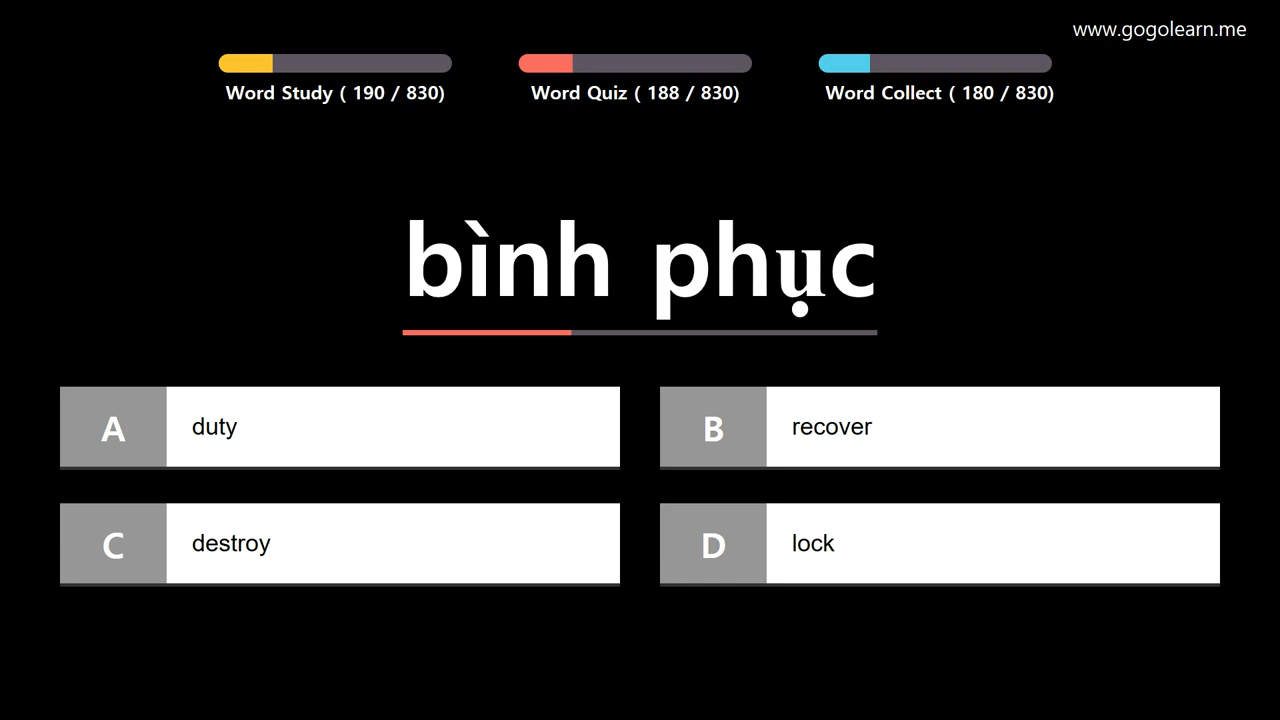 www.gogolearn.me
Word Study ( 190 / 830)
Word Quiz ( 188 / 830)
Word Collect ( 180 / 830)
bình phục
A duty
B recover
C destroy
D lock